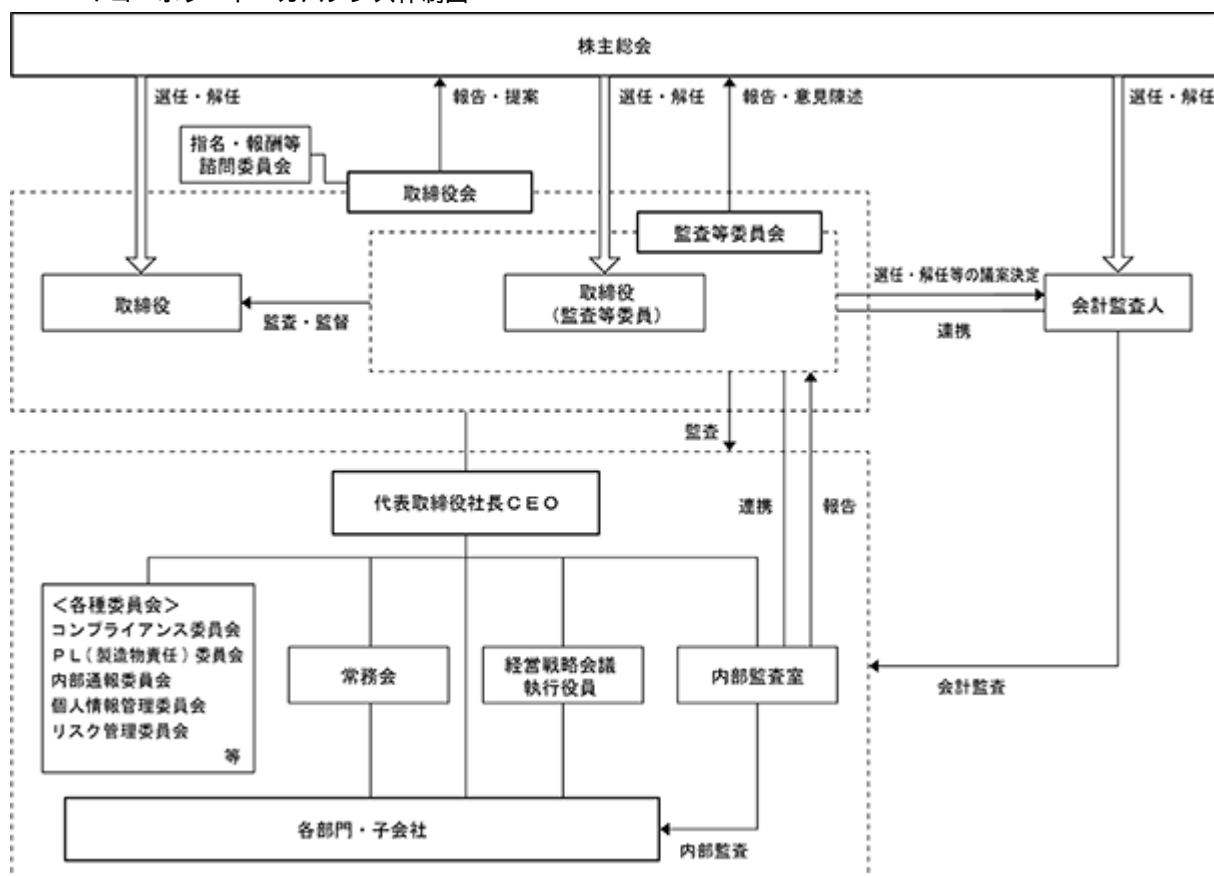 株主総会
選任・解任
報告・提案
選任・解任
報告・意見陳述
選任・解任
指名・報酬等
諮問委員会
取締役会
監査等委員会
取締役
監査・監督
取締役
(監査等委員)
選任・解任等の議案決定
連携
会計監査人
監査
代表取締役社長CEO
連携
報告
<各種委員会>
コンプライアンス委員会
PL(製造物責任)委員会
内部通報委員会
個人情報管理委員会
リスク管理委員会
等
常務会
経営戦略会議
執行役員
内部監査室
会計監査
各部門・子会社
内部監査